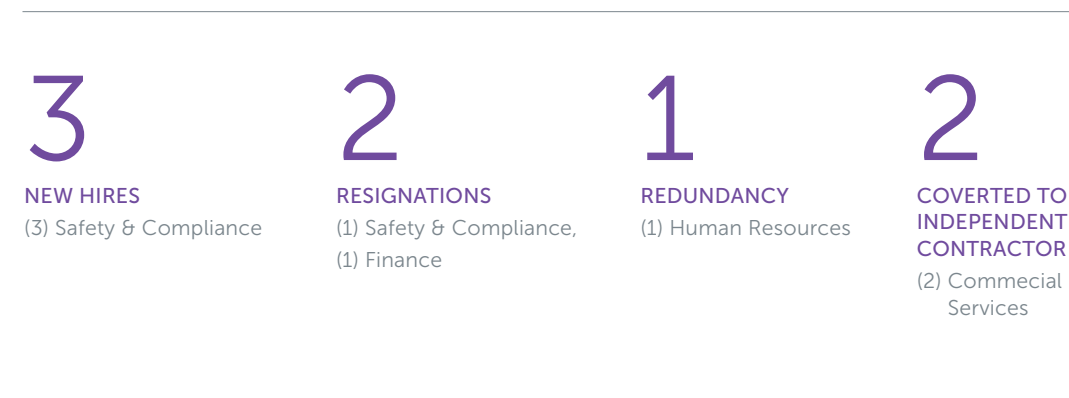 3
NEW HIRES
(3) Safety & Compliance
2
RESIGNATIONS
(1) Safety & Compliance,
(1) Finance
1
REDUNDANCY
(1) Human Resources
2
COVERTED TO
INDEPENDENT
CONTRACTOR
(2) Commecial
Services